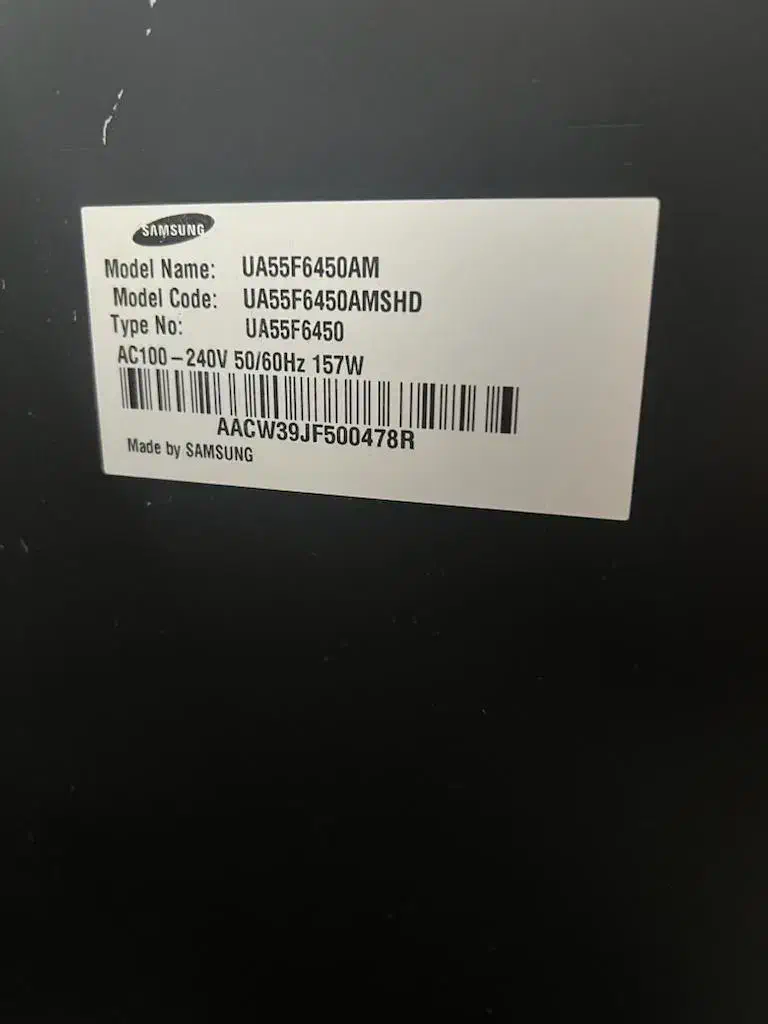 SAMSUNG
Model Name: UA55F6450AM
Model Code: UA55F6450AMSHD
Type No: UA55F6450
AC100-240V 50/60Hz 157W
AACW39JF500478R
Made by SAMSUNG